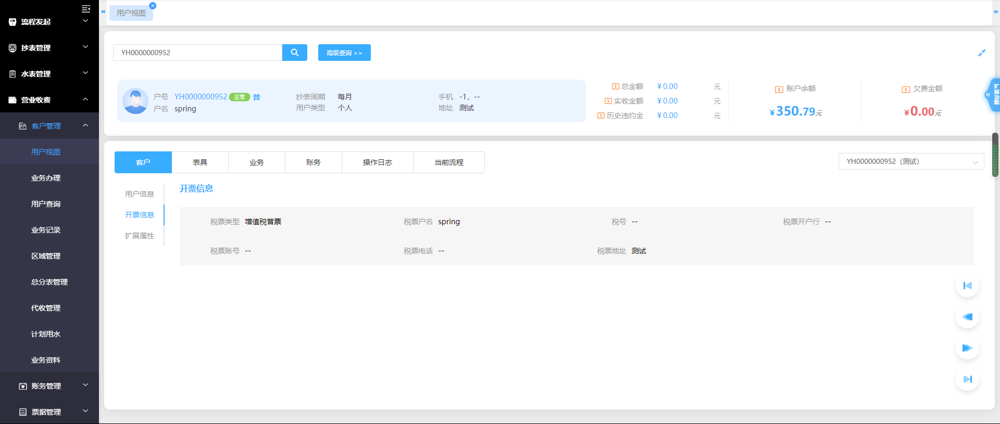 流程发起
抄表管理
水表管理
营业收费
客户管理
用户视图
业务办理
用户查询
业务记录
区域管理
总分表管理
代收管理
计划用水
业务资料
账务管理
票据管理
用户视图
YH0000000952
高级查询 >>
户号 YH0000000952 正常 普
户名 spring
抄表周期 每月
用户类型 个人
手机 -1, --
地址 测试
总金额 ¥ 0.00 元
实收金额 ¥ 0.00 元
历史违约金 ¥ 0.00 元
账户余额
¥350.79元
欠费金额
¥0.00元
扩展功能
客户 表具 业务 账务 操作日志 当前流程
YH0000000952（测试）
用户信息
开票信息
扩展属性
开票信息
税票类型 增值税普票 税票户名 spring 税号 -- 税票开户行 --
税票账号 -- 税票电话 -- 税票地址 测试